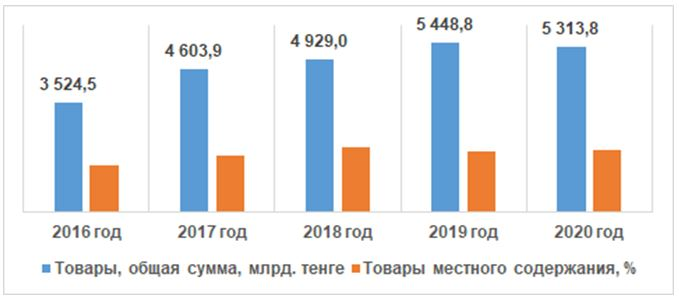 3 524,5
4 603,9
4 929,0
5 448,8
5 313,8
2016 год
2017 год
2018 год
2019 год
2020 год
Товары, общая сумма, млрд. тенге
Товары местного содержания, %